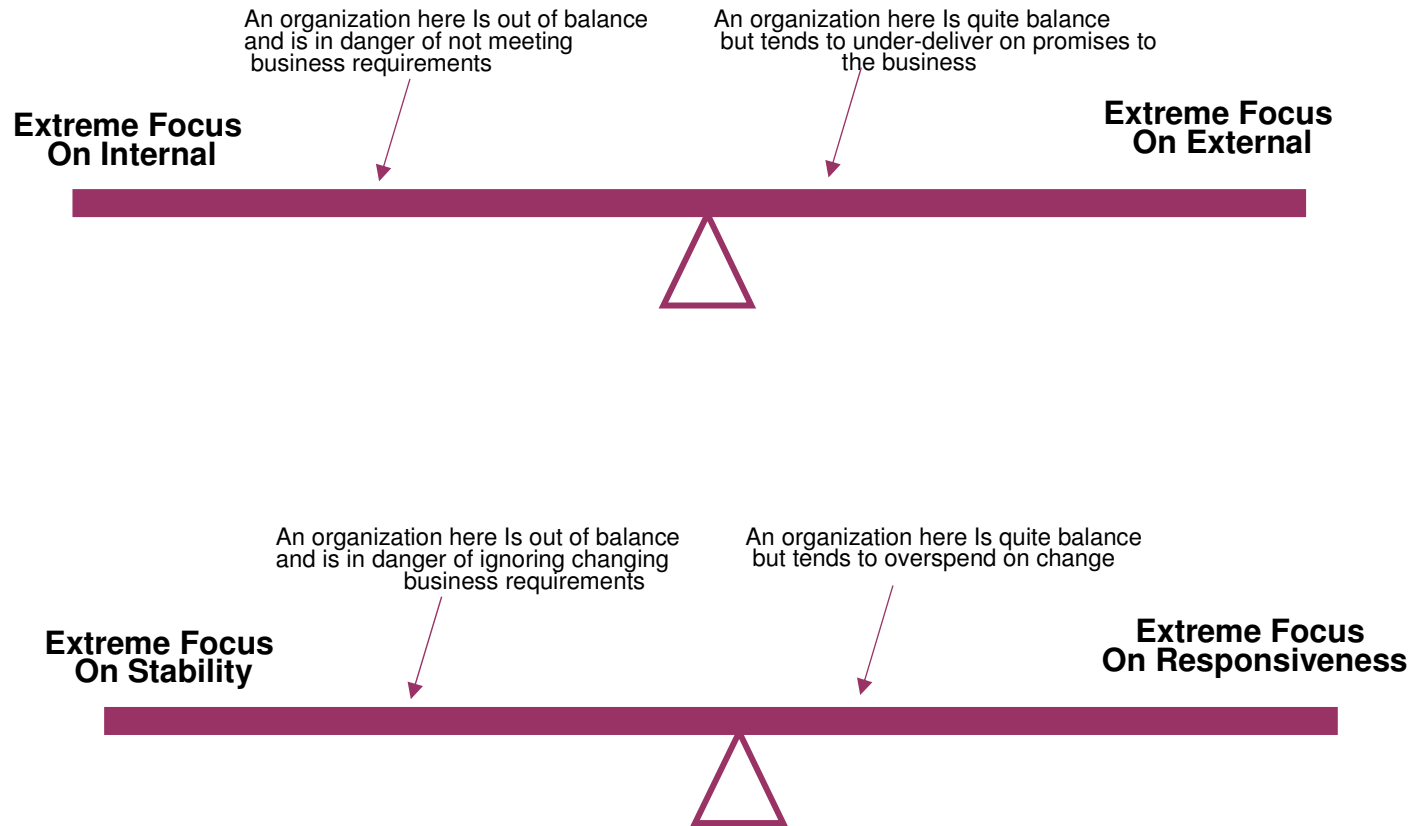 An organization here Is out of balance
and is in danger of not meeting
business requirements
An organization here Is quite balance
but tends to under-deliver on promises to
the business
Extreme Focus
On Internal
Extreme Focus
On External
An organization here Is out of balance
and is in danger of ignoring changing
business requirements
An organization here Is quite balance
but tends to overspend on change
Extreme Focus
On Stability
Extreme Focus
On Responsiveness